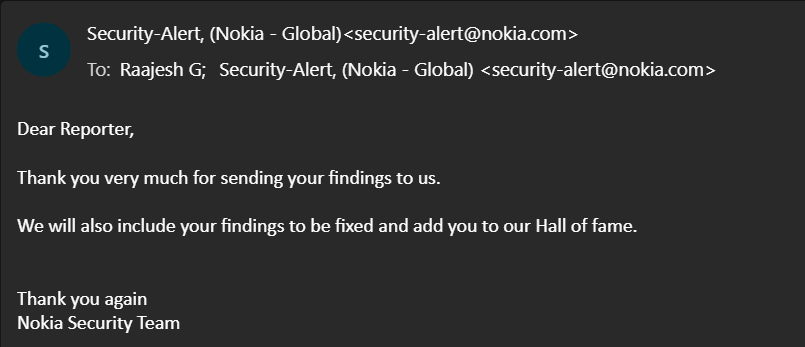 S
Security-Alert, (Nokia - Global)<security-alert@nokia.com>
To: Raajesh G; Security-Alert, (Nokia - Global) <security-alert@nokia.com>
Dear Reporter,
Thank you very much for sending your findings to us.
We will also include your findings to be fixed and add you to our Hall of fame.
Thank you again
Nokia Security Team